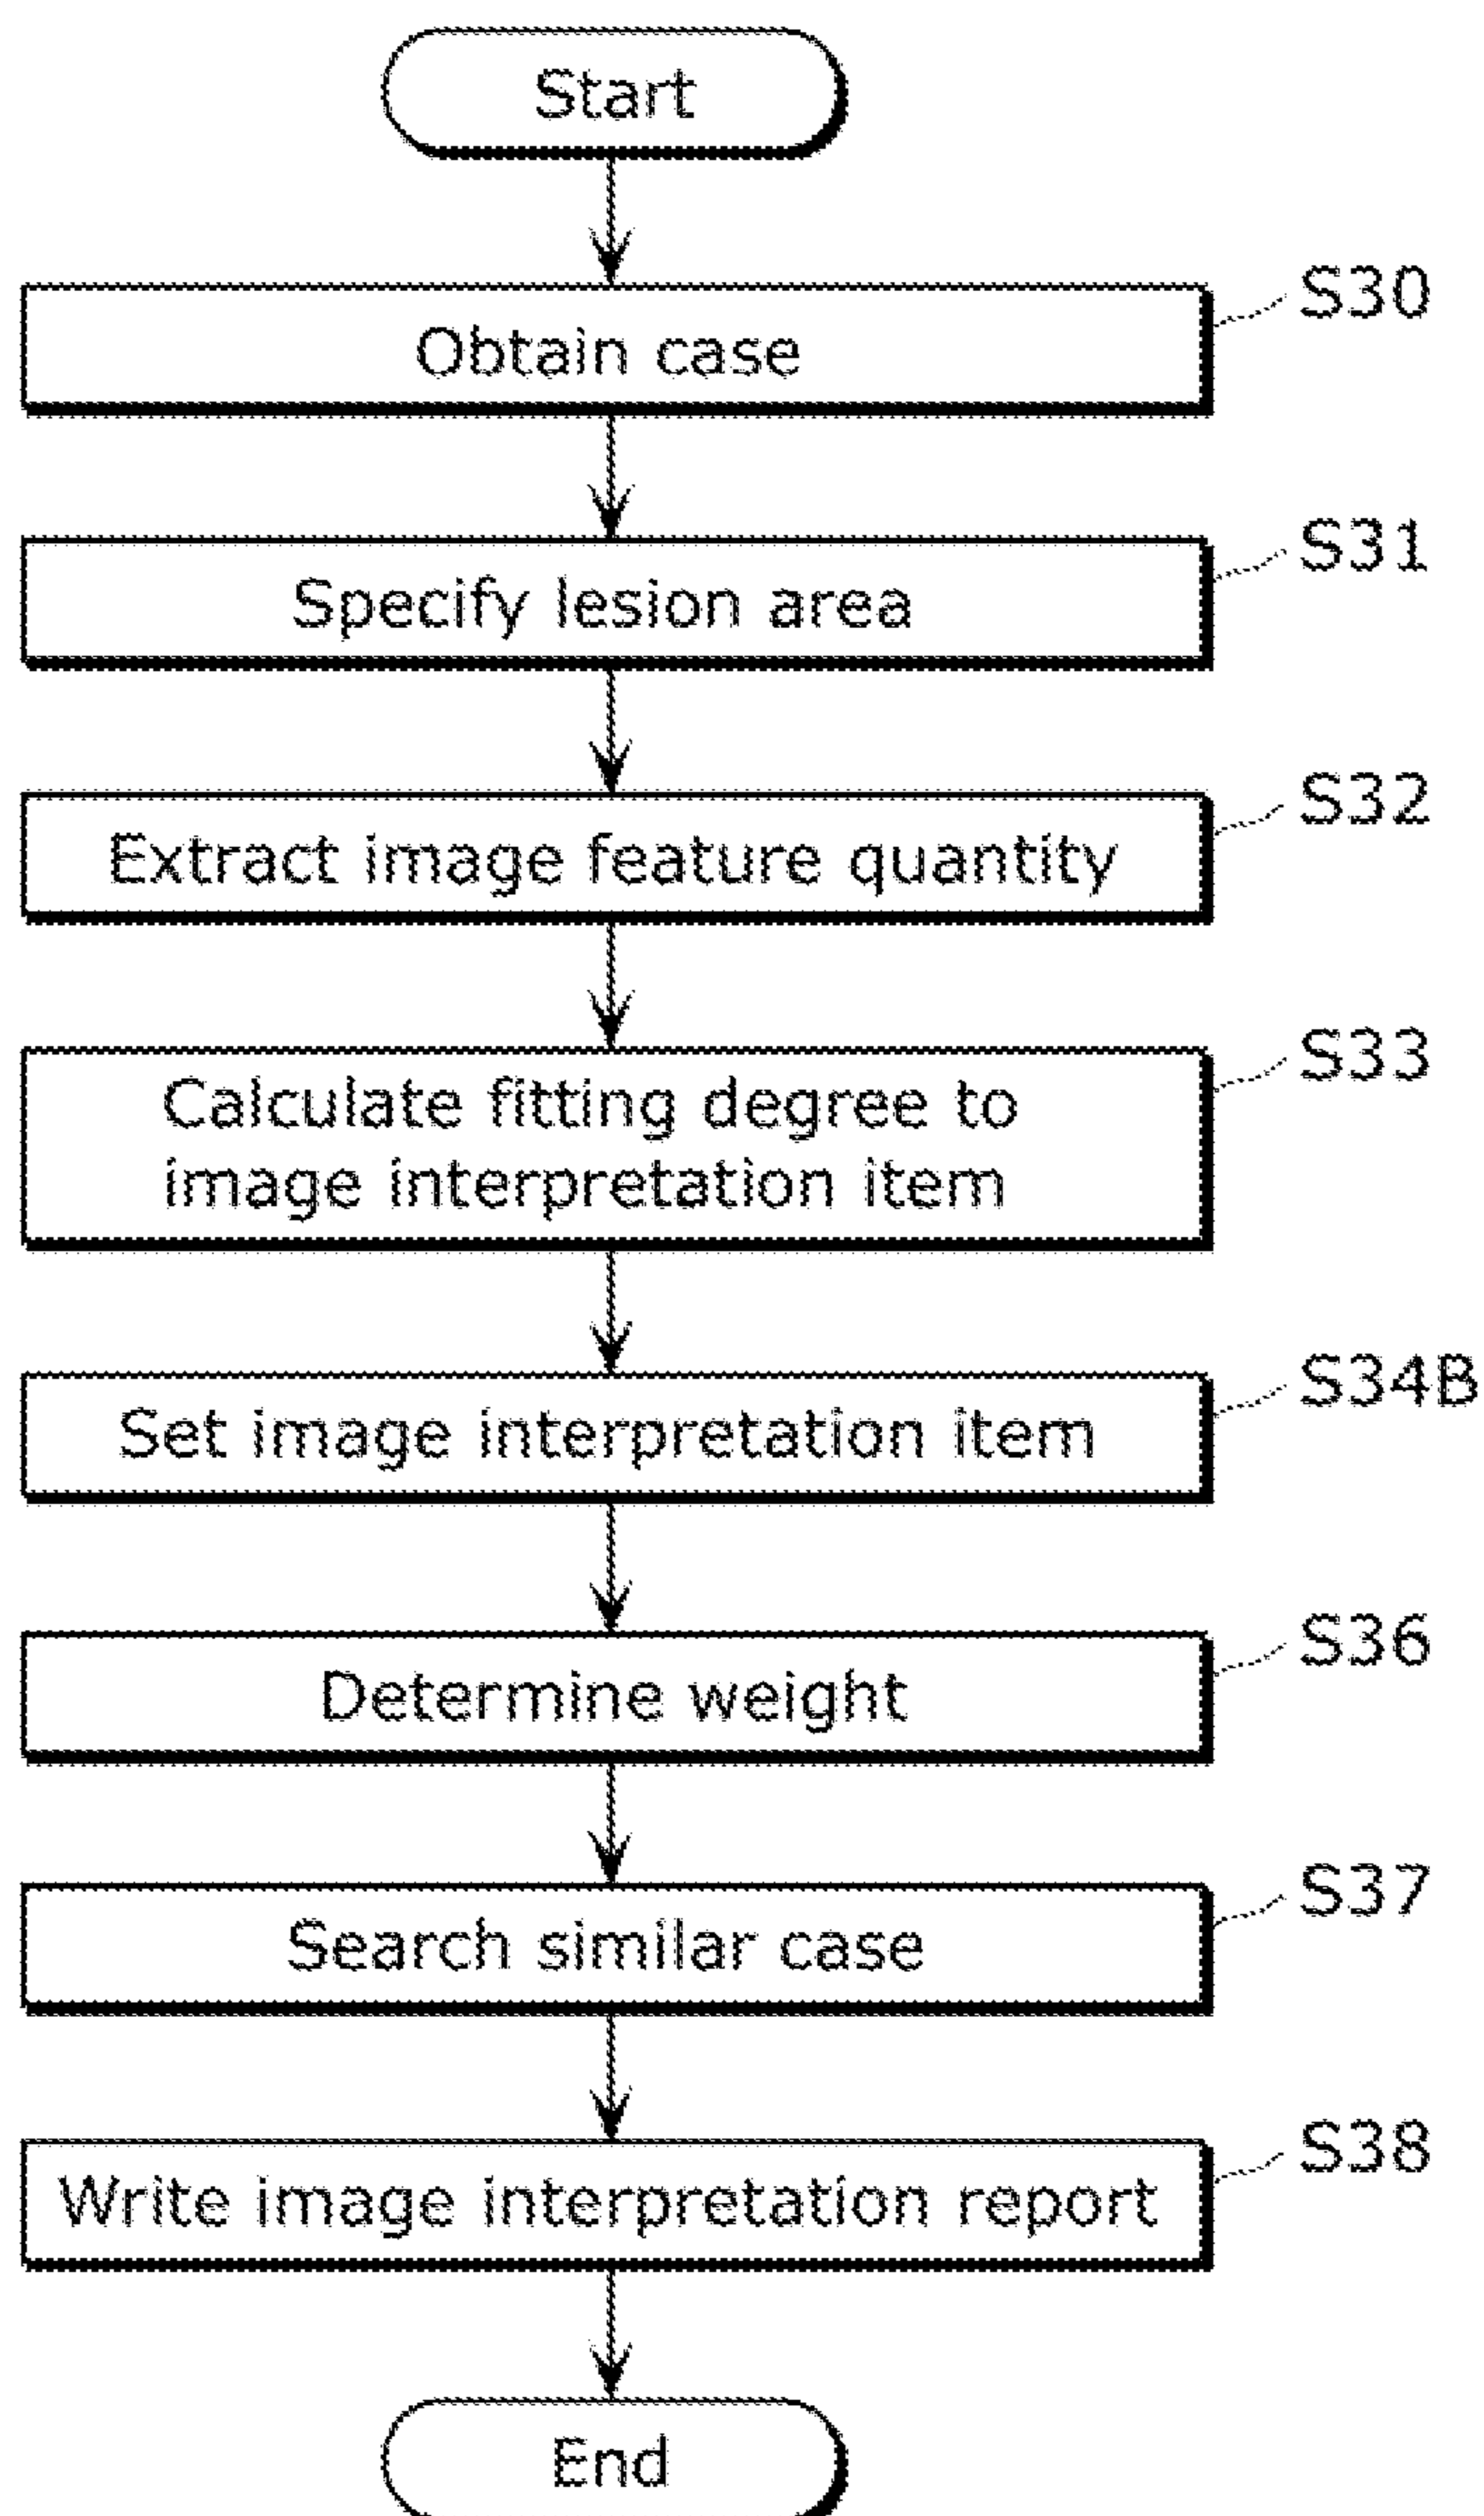 Start
Obtain case
S30
Specify lesion area
S31
Extract image feature quantity
S32
Calculate fitting degree to
image interpretation item
S33
Set image interpretation item
S34B
Determine weight
S36
Search similar case
S37
Write image interpretation report
S38
End